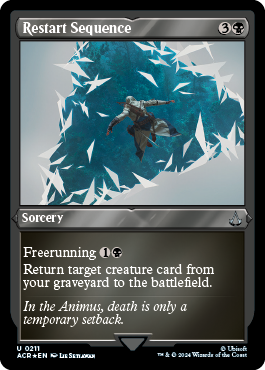 Restart Sequence 3
Sorcery
Freerunning 1
Return target creature card from
your graveyard to the battlefield.
In the Animus, death is only a
temporary setback.
U 0211
ACR EN Lie Setiawan
© Ubisoft
™ & © 2024 Wizards of the Coast